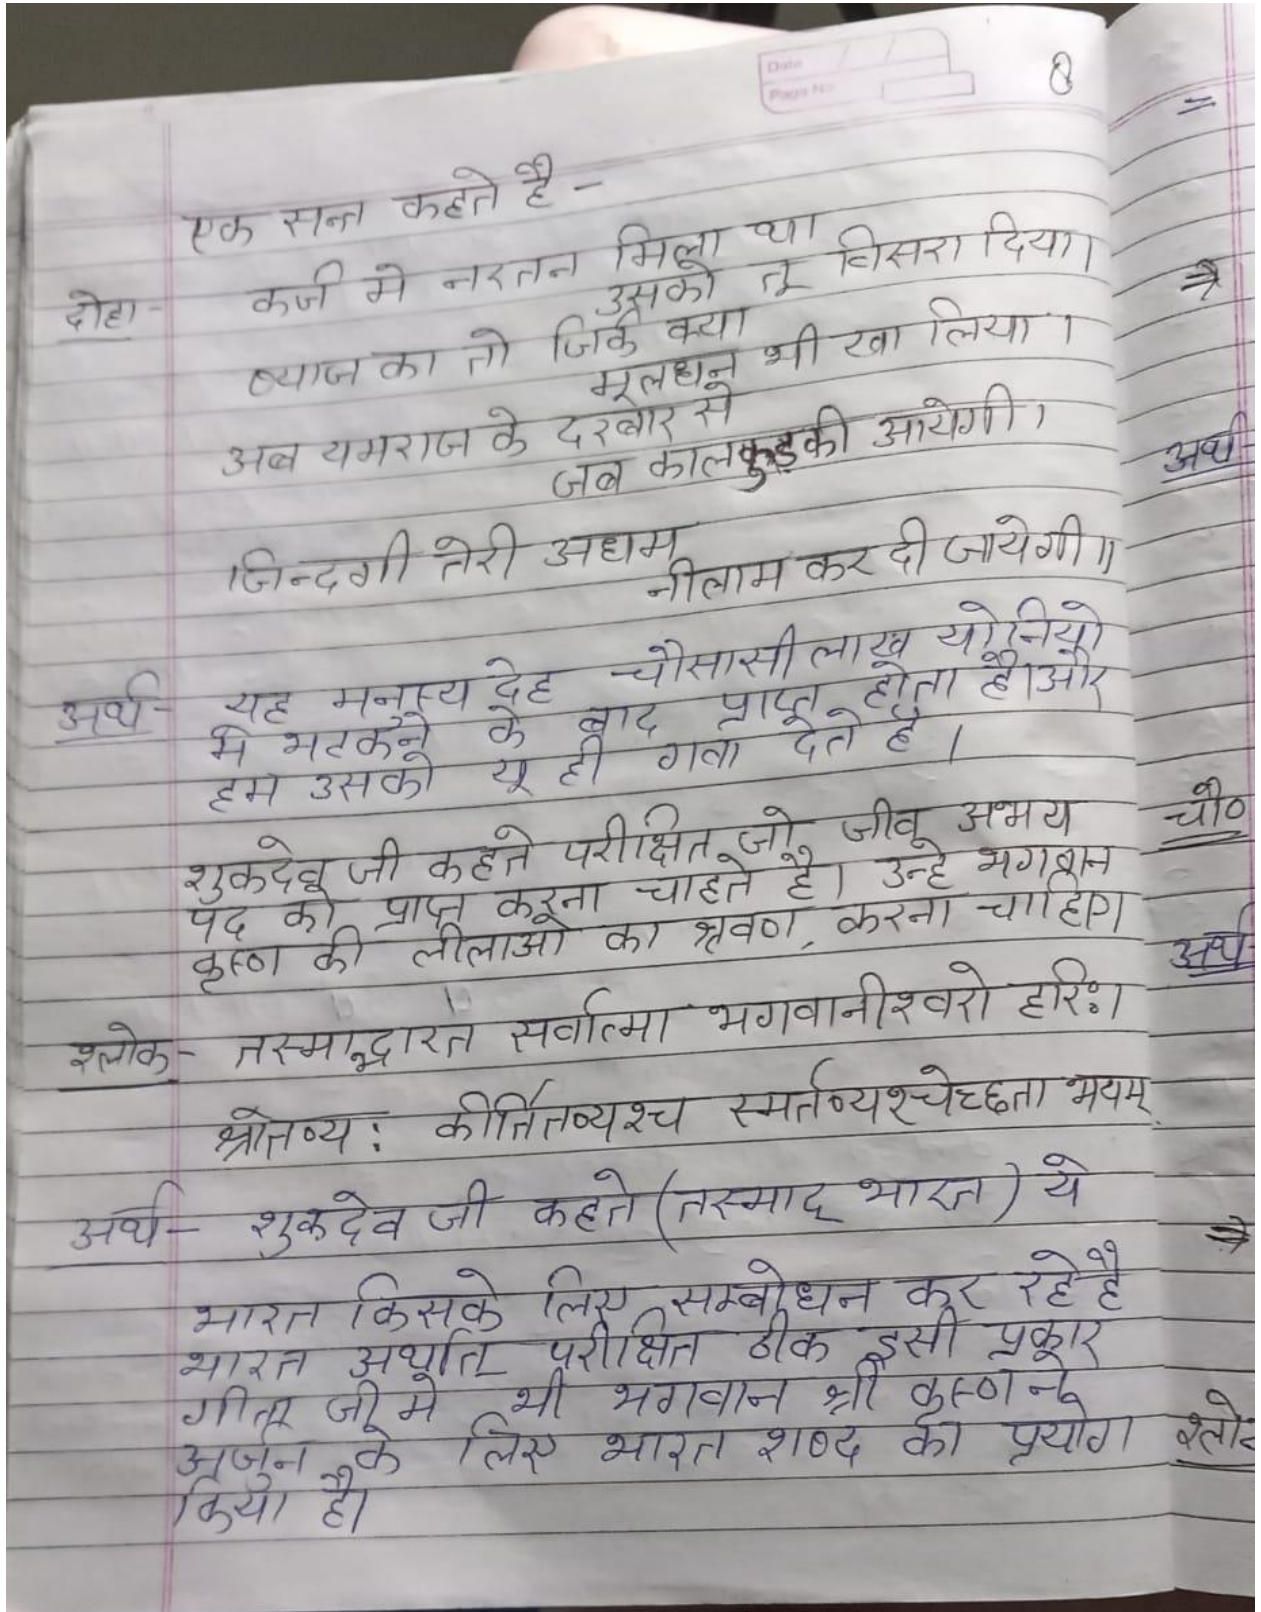 Date / /
Page No
8
एक सन्त कहते है -
दोहा- कर्ज मे नरतन मिला था
उसको तू विसरा दिया।
ब्याज का तो जिर्क क्या
मूलधन भी खा लिया ।
अब यमराज के दरबार से
जब काल कुड़की आयेगी।
जिन्दगी तेरी अधम
नीलाम कर दी जायेगी॥
अर्थ- यह मनुस्य देह चौसासी लाख योनियो
मे भटकने के बाद प्राप्त होता है।और
हम उसको यू ही गवा देते है ।
शुकदेव जी कहते परीक्षित जो जीव अभय
पद को प्राप्त करना चाहते है। उन्हे भगवान
कृस्ण की लीलाओ का श्रवण करना चाहिए।
श्लोक- तस्माद्भारत सर्वात्मा भगवानीश्वरो हरिः।
श्रोतव्यः कीर्तितव्यश्च स्मर्तव्यश्चेच्छता भयम्
अर्थ- शुकदेव जी कहते (तस्माद् भारत) ये
भारत किसके लिए सम्बोधन कर रहे है
भारत अर्थात परीक्षित ठीक इसी प्रकार
गीता जी मे भी भगवान श्री कृस्ण ने
अर्जुन के लिए भारत शब्द का प्रयोग
किया है।
=
⇒
अर्थ
चौ०
अर्थ
⇒
श्लो